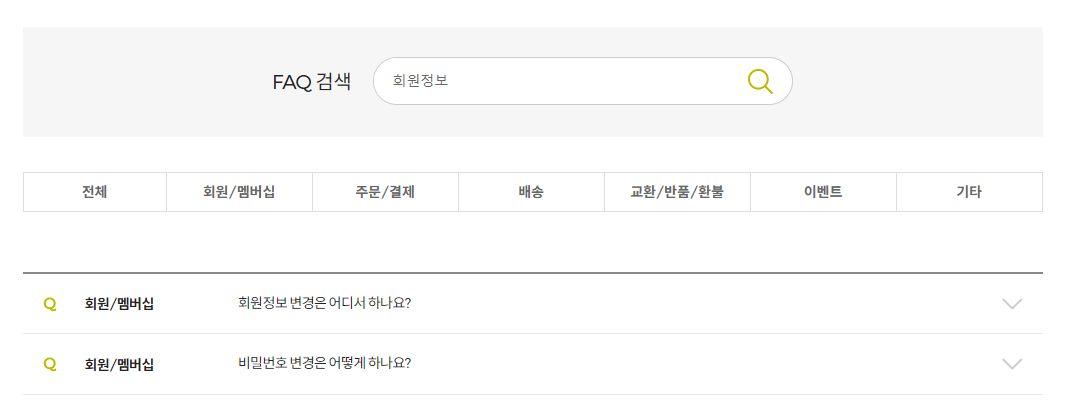 FAQ 검색 회원정보
전체 회원/멤버십 주문/결제 배송 교환/반품/환불 이벤트 기타
Q 회원/멤버십 회원정보 변경은 어디서 하나요?
Q 회원/멤버십 비밀번호 변경은 어떻게 하나요?